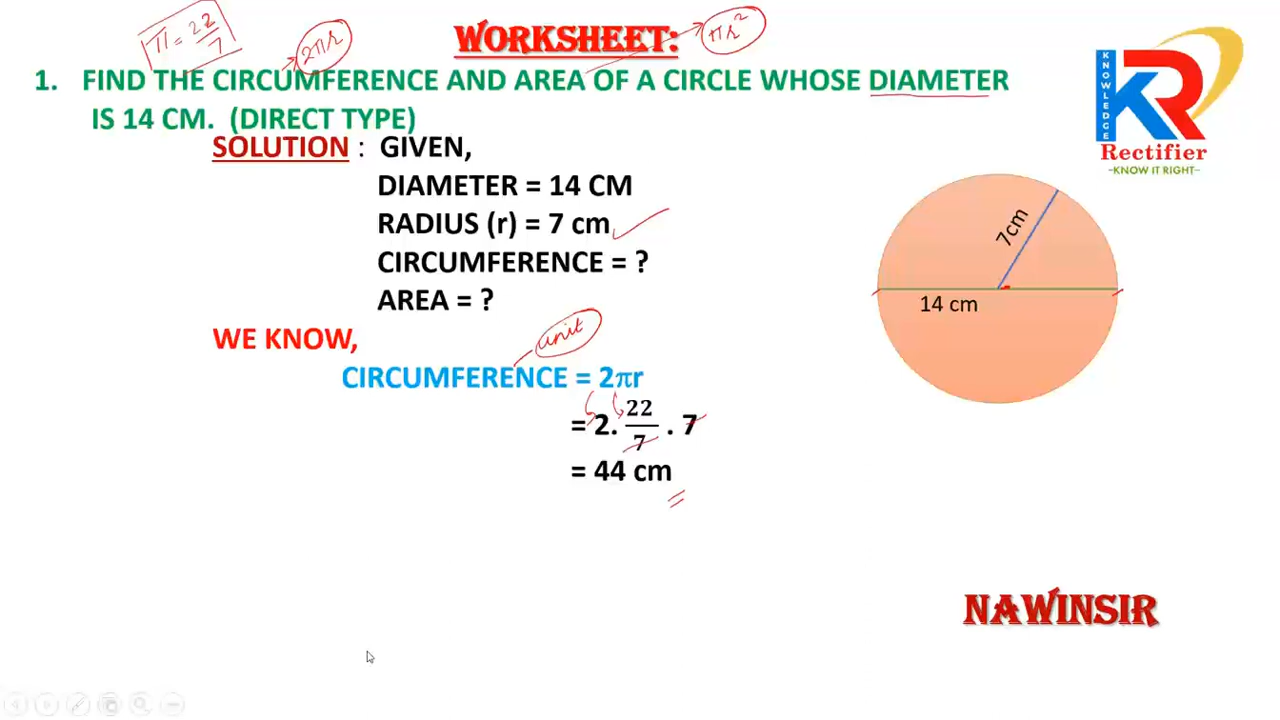 π = 22/7
2πr
WORKSHEET:
πr²
1. FIND THE CIRCUMFERENCE AND AREA OF A CIRCLE WHOSE DIAMETER
IS 14 CM. (DIRECT TYPE)
KNOWLEDGE
KR
Rectifier
-KNOW IT RIGHT-
SOLUTION : GIVEN,
DIAMETER = 14 CM
RADIUS (r) = 7 cm
CIRCUMFERENCE = ?
AREA = ?
7cm
14 cm
WE KNOW,
unit
CIRCUMFERENCE = 2πr
= 2. 22/7 . 7
= 44 cm
NAWINSIR